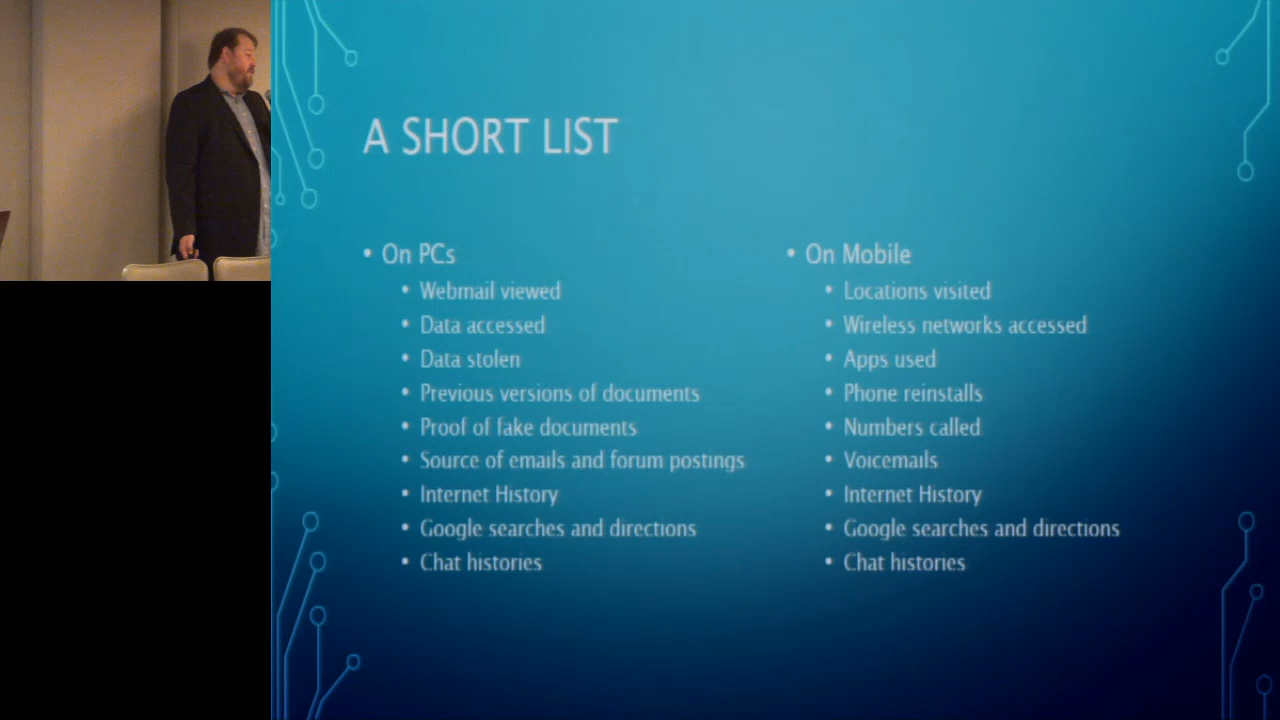 A SHORT LIST
• On PCs
• Webmail viewed
• Data accessed
• Data stolen
• Previous versions of documents
• Proof of fake documents
• Source of emails and forum postings
• Internet History
• Google searches and directions
• Chat histories
• On Mobile
• Locations visited
• Wireless networks accessed
• Apps used
• Phone reinstalls
• Numbers called
• Voicemails
• Internet History
• Google searches and directions
• Chat histories